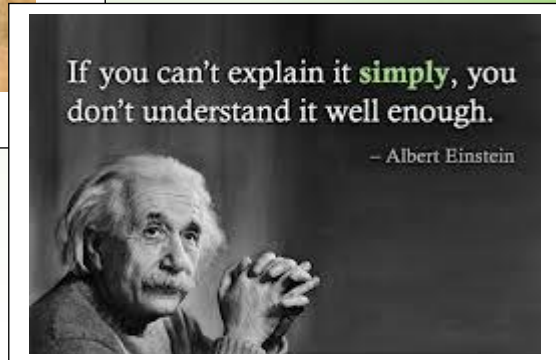 If you can't explain it simply, you
don't understand it well enough.
– Albert Einstein